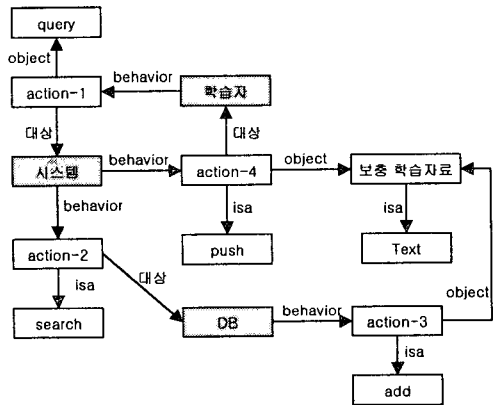 query
object
behavior
action-1
학습자
대상
대상
시스템
behavior
action-4
object
보충 학습자료
behavior
isa
isa
action-2
push
Text
isa
대상
object
search
DB
behavior
action-3
isa
add